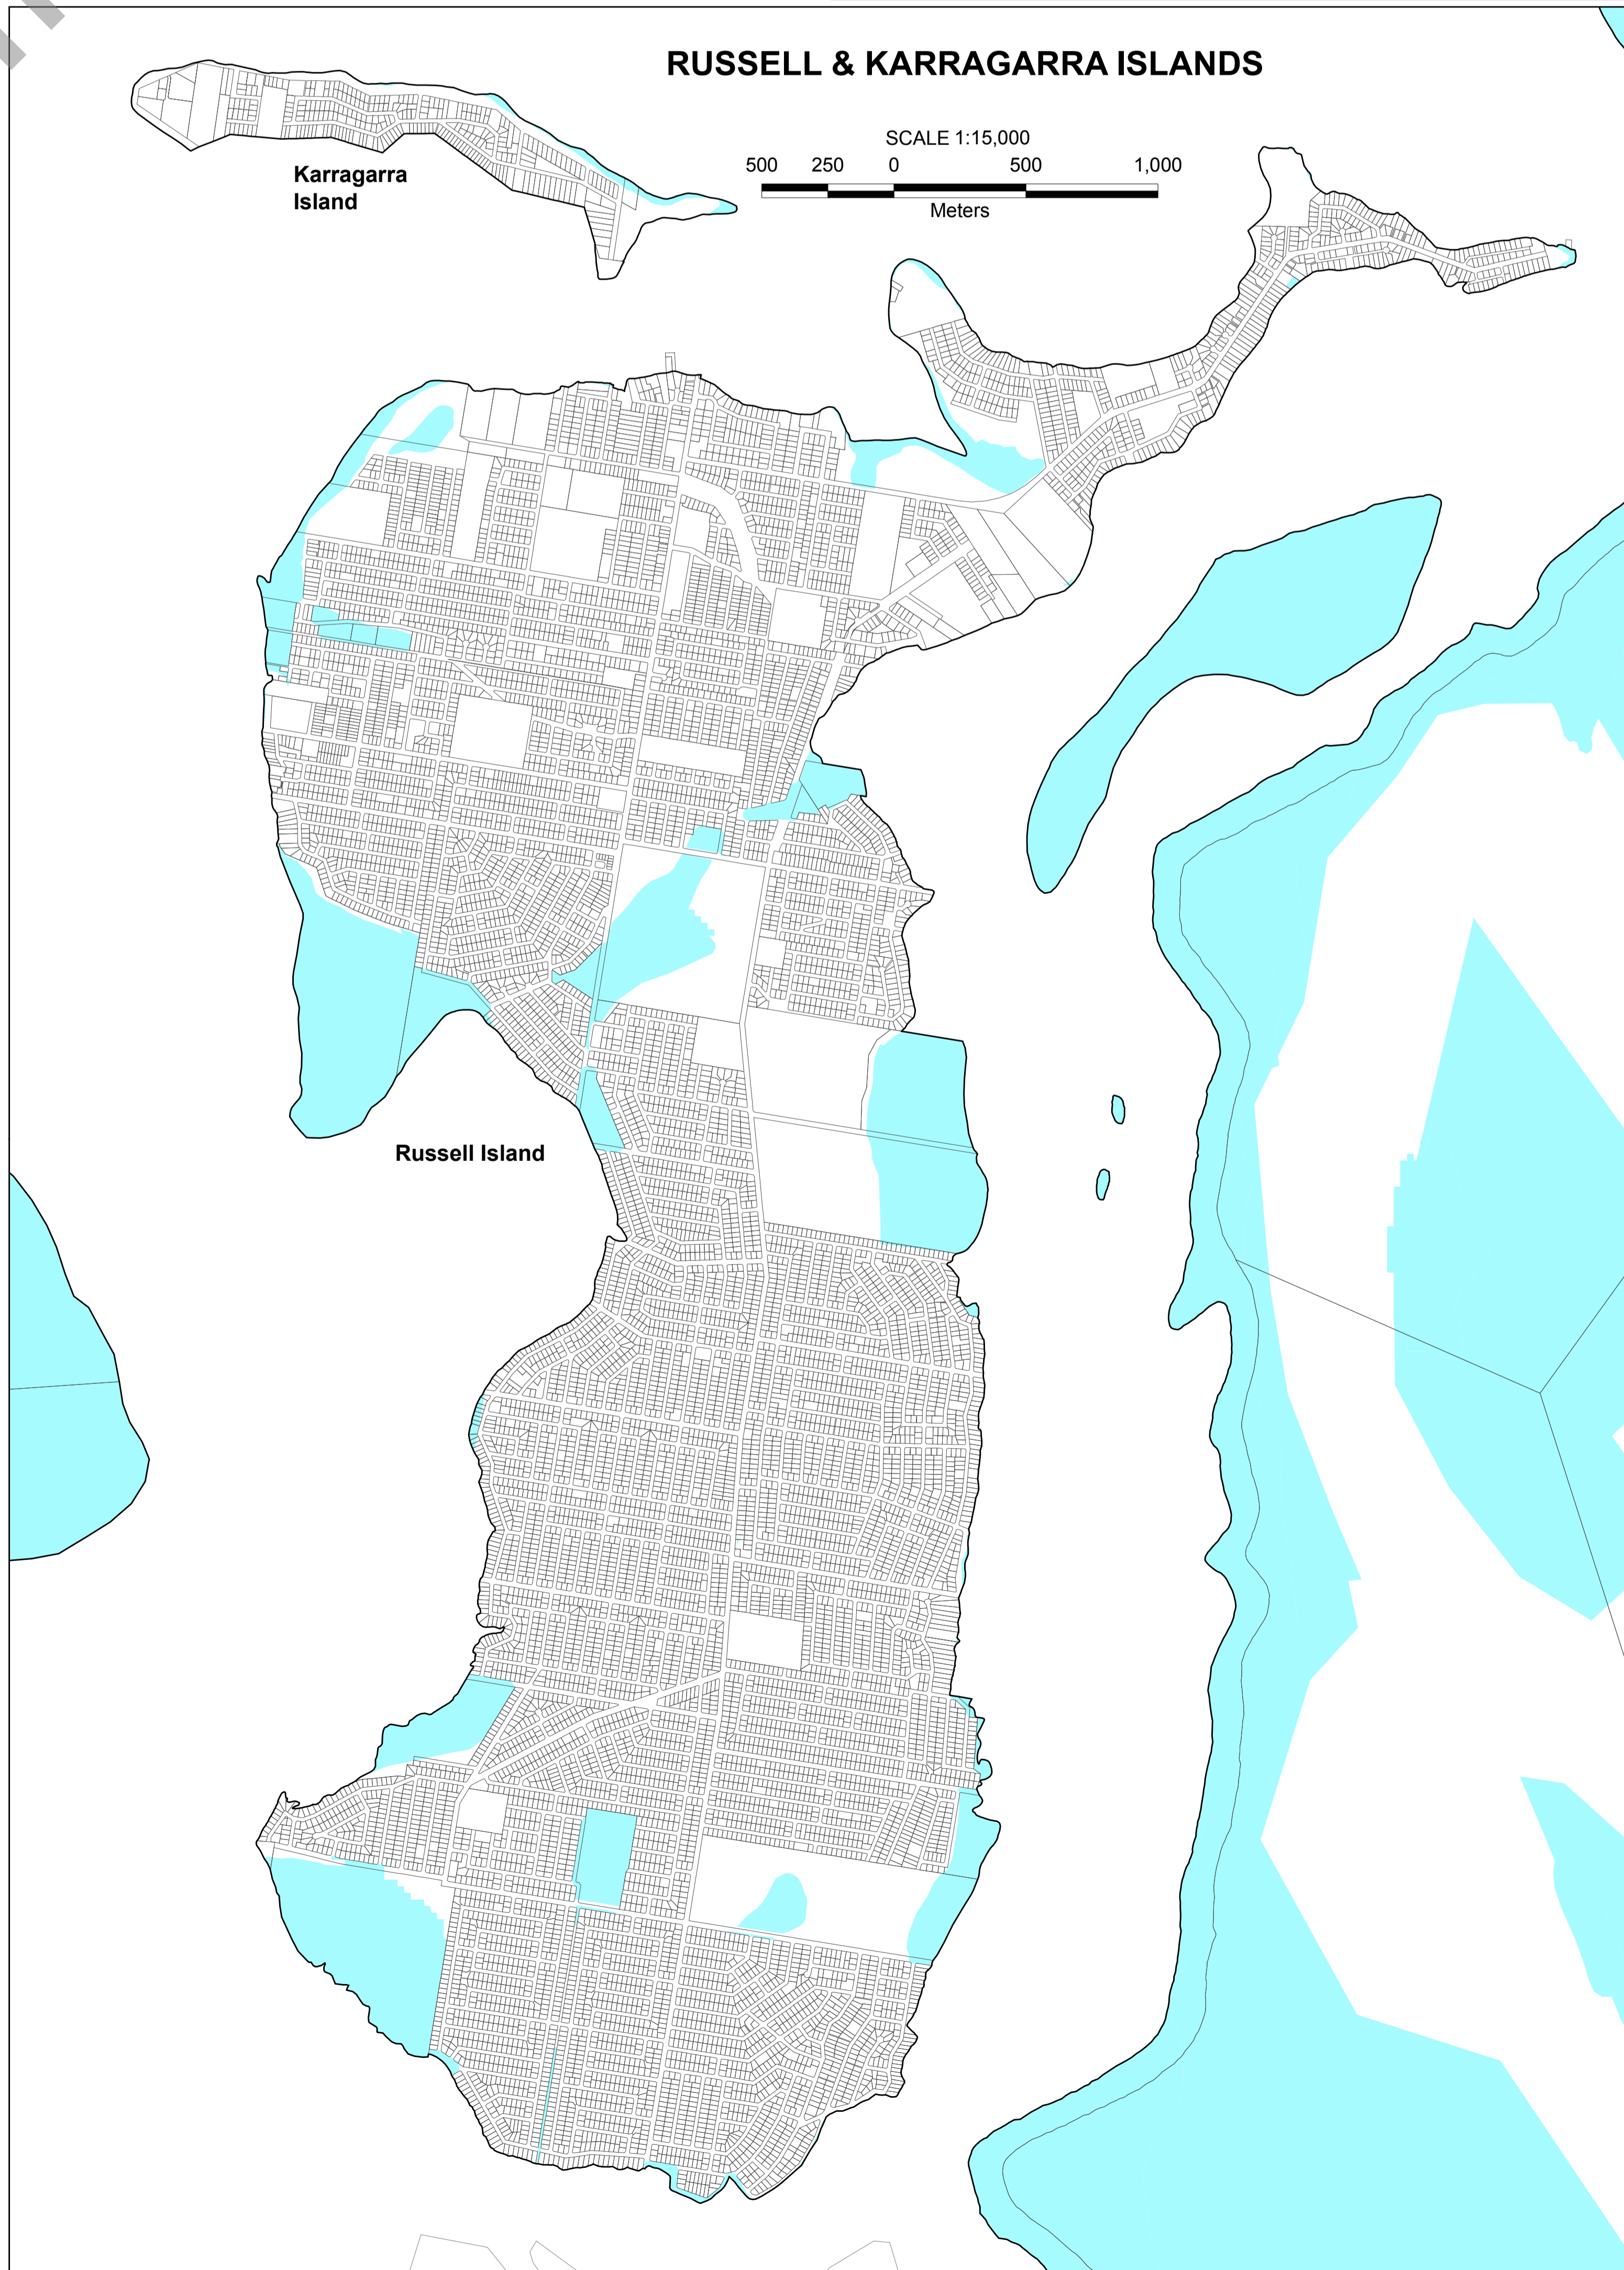 RUSSELL & KARRAGARRA ISLANDS
SCALE 1:15,000
500 250 0 500 1,000
Meters
Karragarra
Island
Russell Island